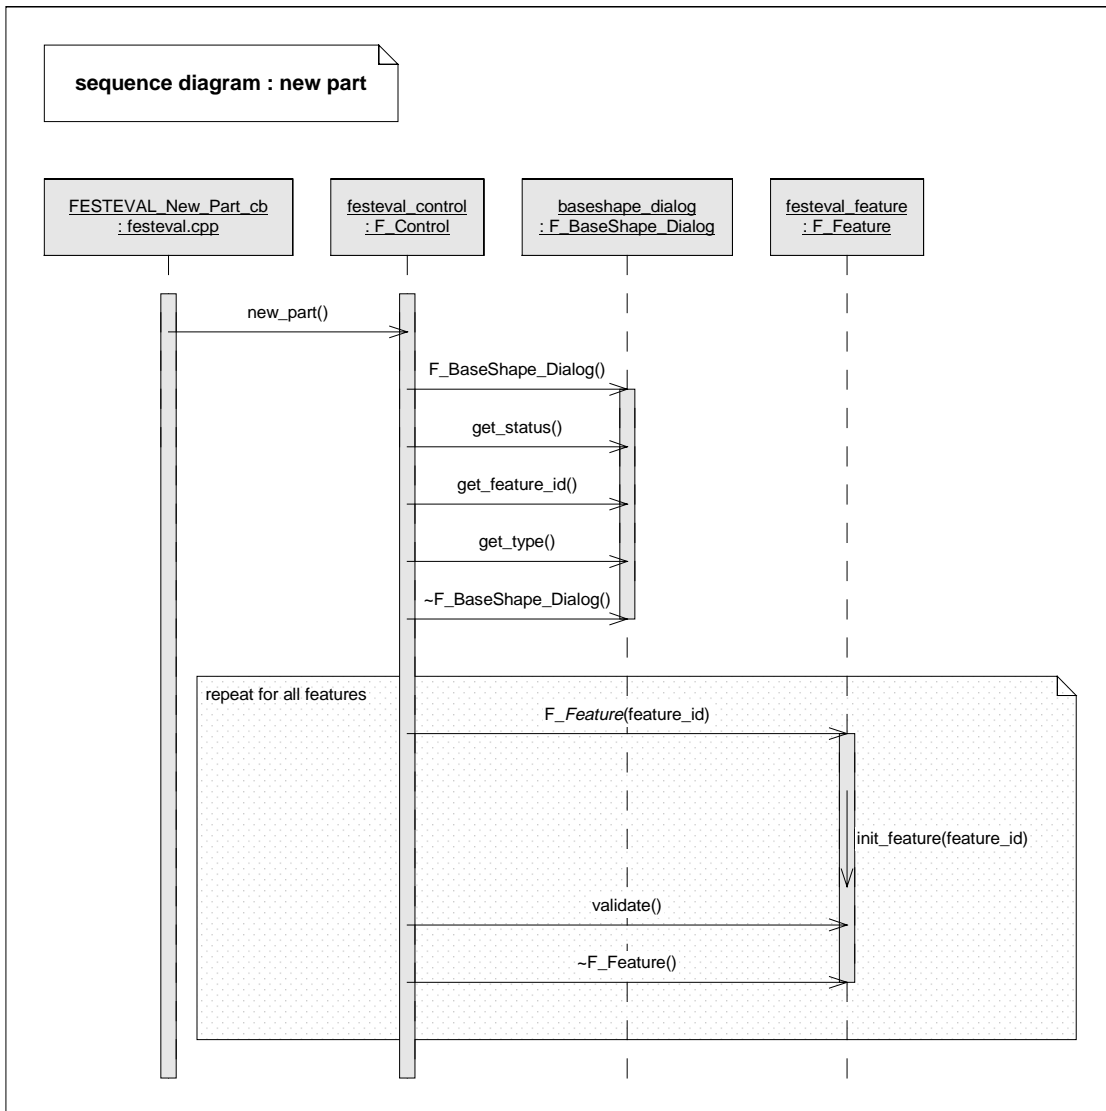 sequence diagram : new part
FESTEVAL_New_Part_cb
: festeval.cpp
festeval_control
: F_Control
baseshape_dialog
: F_BaseShape_Dialog
festeval_feature
: F_Feature
new_part()
F_BaseShape_Dialog()
get_status()
get_feature_id()
get_type()
~F_BaseShape_Dialog()
repeat for all features
F_Feature(feature_id)
init_feature(feature_id)
validate()
~F_Feature()